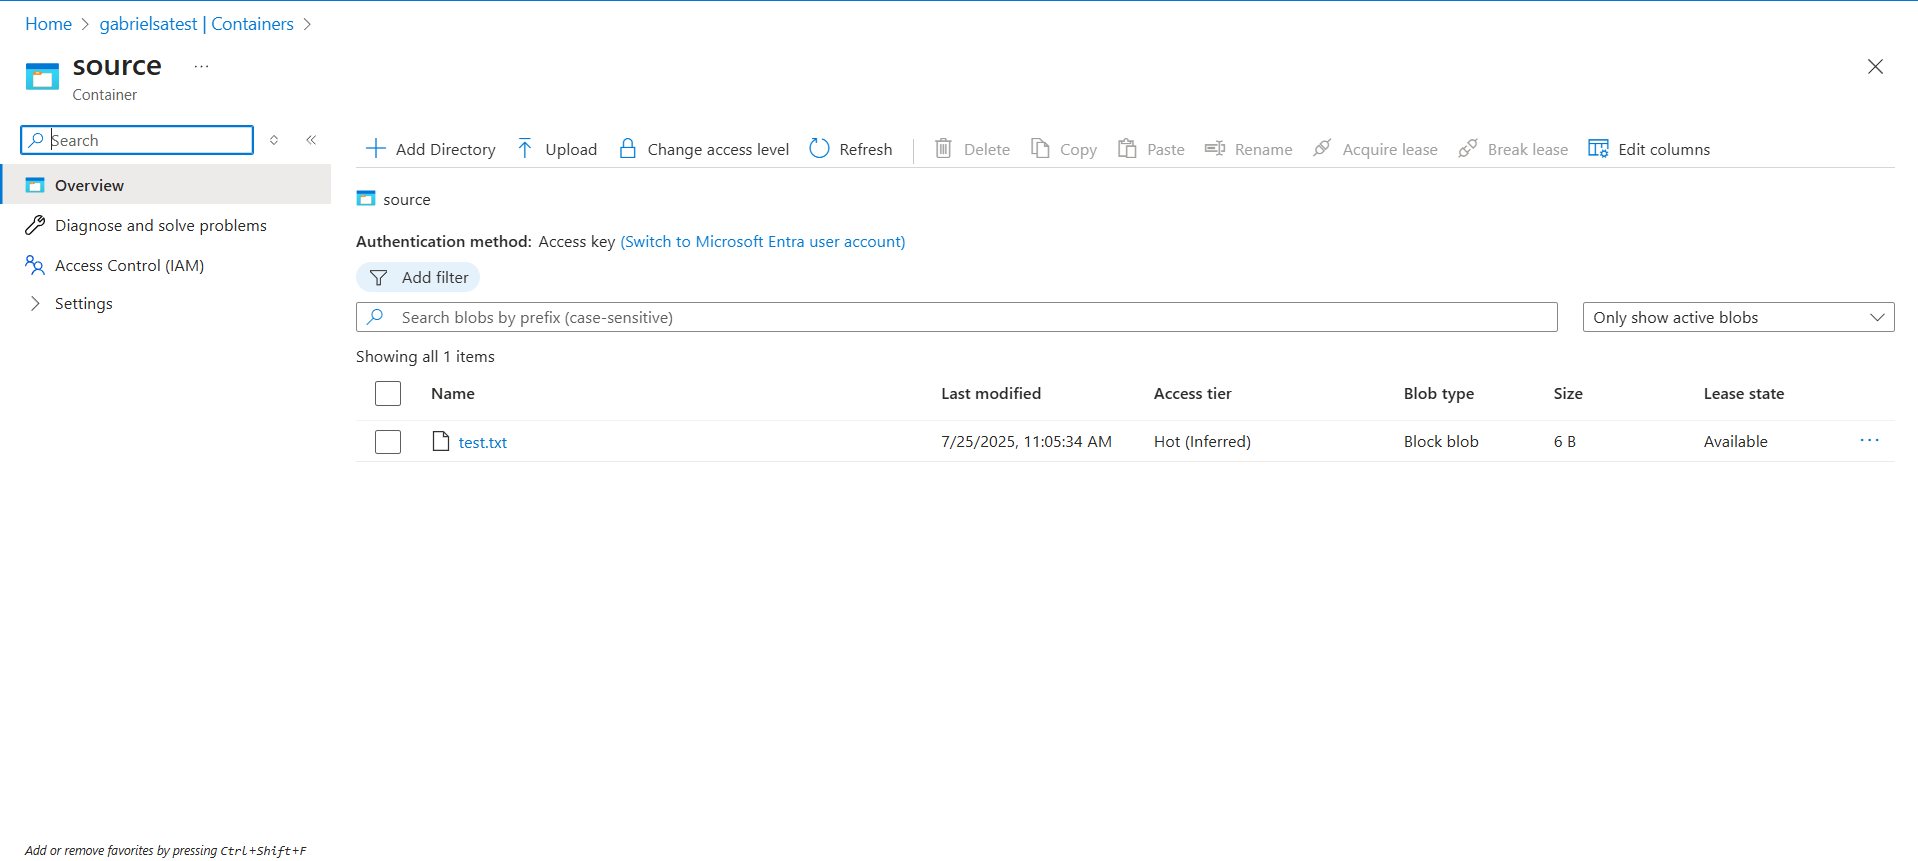 Home > gabrielsatest | Containers >
source ...
Container
Search
Overview
Diagnose and solve problems
Access Control (IAM)
Settings
Add Directory Upload Change access level Refresh Delete Copy Paste Rename Acquire lease Break lease Edit columns
source
Authentication method: Access key (Switch to Microsoft Entra user account)
Add filter
Search blobs by prefix (case-sensitive) Only show active blobs
Showing all 1 items
Name Last modified Access tier Blob type Size Lease state
test.txt 7/25/2025, 11:05:34 AM Hot (Inferred) Block blob 6 B Available ...
Add or remove favorites by pressing Ctrl+Shift+F